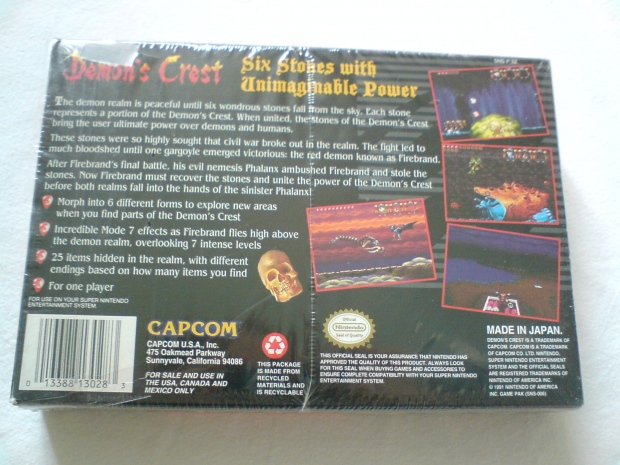 Demon's Crest
Six Stones with
Unimaginable Power
The demon realm is peaceful until six wondrous stones fall from the sky. Each stone
represents a portion of the Demon's Crest. When united, the stones of the Demon's Crest
bring the user ultimate power over demons and humans.
These stones were so highly sought that civil war broke out in the realm. The fight led to
much bloodshed until one gargoyle emerged victorious: the red demon known as Firebrand.
After Firebrand's final battle, his evil nemesis Phalanx ambushed Firebrand and stole the
stones. Now Firebrand must recover the stones and unite the power of the Demon's Crest
before both realms fall into the hands of the sinister Phalanx!
Morph into 6 different forms to explore new areas
when you find parts of the Demon's Crest
Incredible Mode 7 effects as Firebrand flies high above
the demon realm, overlooking 7 intense levels
25 items hidden in the realm, with different
endings based on how many items you find
For one player
FOR USE ON YOUR SUPER NINTENDO
ENTERTAINMENT SYSTEM.
0 13388 13028 3
CAPCOM
CAPCOM U.S.A., Inc.
475 Oakmead Parkway
Sunnyvale, California 94086
FOR SALE AND USE IN
THE USA, CANADA AND
MEXICO ONLY
THIS PACKAGE
IS MADE FROM
RECYCLED
MATERIALS AND
IS RECYCLABLE
Official
Nintendo
Seal of Quality
THIS OFFICIAL SEAL IS YOUR ASSURANCE THAT NINTENDO HAS
APPROVED THE QUALITY OF THIS PRODUCT. ALWAYS LOOK
FOR THIS SEAL WHEN BUYING GAMES AND ACCESSORIES TO
ENSURE COMPLETE COMPATIBILITY WITH YOUR SUPER NINTENDO
ENTERTAINMENT SYSTEM.
MADE IN JAPAN.
DEMON'S CREST IS A TRADEMARK OF
CAPCOM. CAPCOM IS A TRADEMARK
OF CAPCOM CO. LTD. NINTENDO,
SUPER NINTENDO ENTERTAINMENT SYSTEM
AND THE OFFICIAL SEALS
ARE REGISTERED TRADEMARKS OF
NINTENDO OF AMERICA INC.
© 1991 NINTENDO OF AMERICA
INC. GAME PAK (SNS-006)